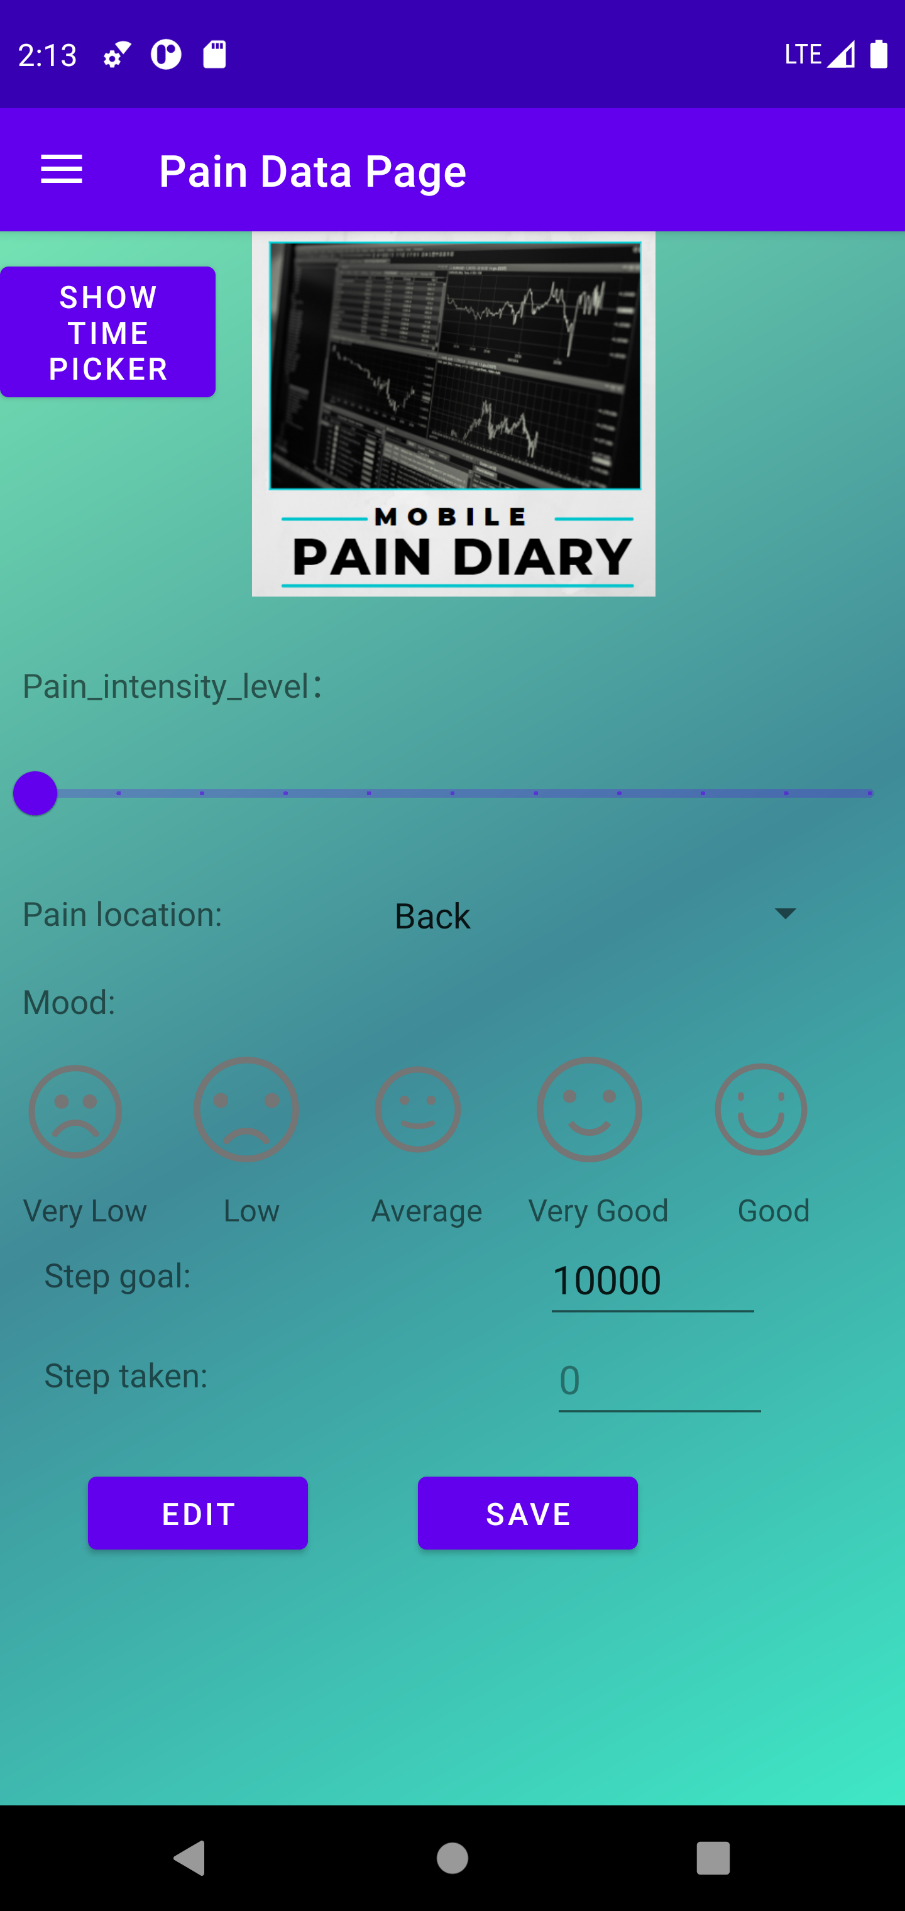 2:13
LTE
Pain Data Page
SHOW
TIME
PICKER
MOBILE
PAIN DIARY
Pain_intensity_level:
Pain location:
Back
Mood:
Very Low
Low
Average
Very Good
Good
Step goal:
10000
Step taken:
0
EDIT
SAVE